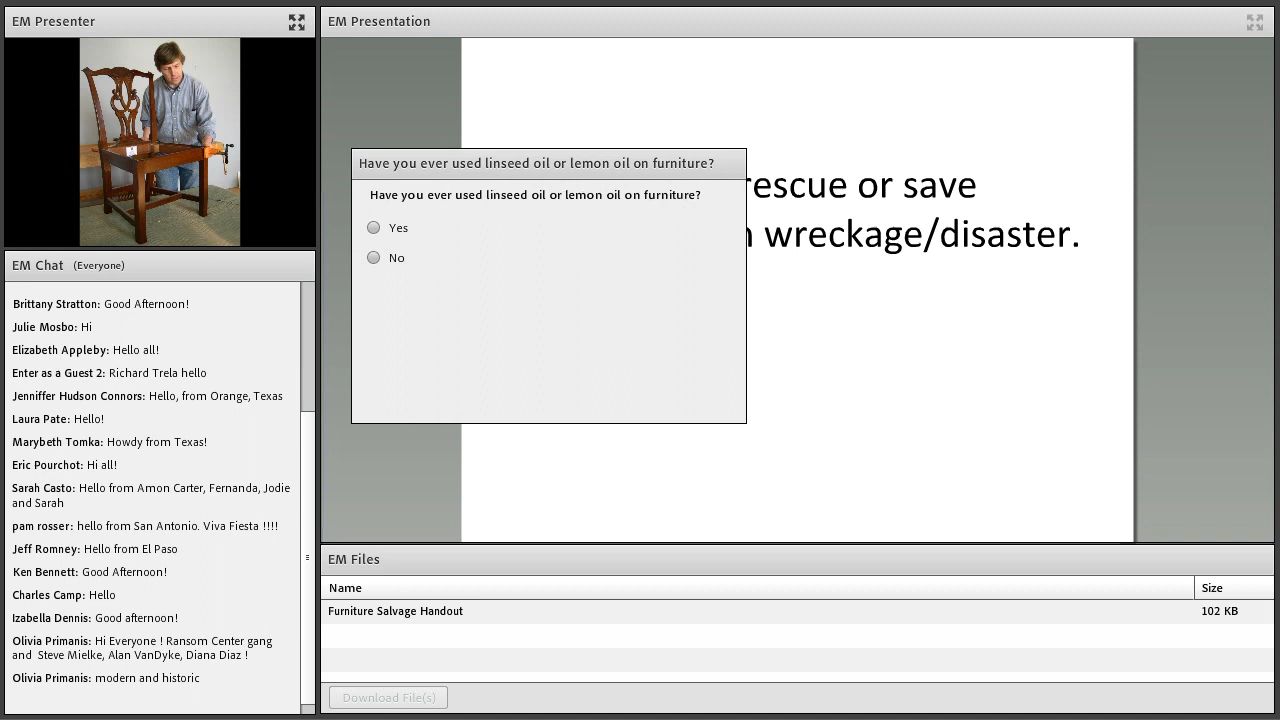 EM Presenter
EM Chat (Everyone)
Brittany Stratton: Good Afternoon!
Julie Mosbo: Hi
Elizabeth Appleby: Hello all!
Enter as a Guest 2: Richard Trela hello
Jenniffer Hudson Connors: Hello, from Orange, Texas
Laura Pate: Hello!
Marybeth Tomka: Howdy from Texas!
Eric Pourchot: Hi all!
Sarah Casto: Hello from Amon Carter, Fernanda, Jodie
and Sarah
pam rosser: hello from San Antonio. Viva Fiesta !!!!
Jeff Romney: Hello from El Paso
Ken Bennett: Good Afternoon!
Charles Camp: Hello
Izabella Dennis: Good afternoon!
Olivia Primanis: Hi Everyone ! Ransom Center gang
and Steve Mielke, Alan VanDyke, Diana Diaz !
Olivia Primanis: modern and historic
EM Presentation
rescue or save
wreckage/disaster.
Have you ever used linseed oil or lemon oil on furniture?
Have you ever used linseed oil or lemon oil on furniture?
Yes
No
EM Files
Name Size
Furniture Salvage Handout 102 KB
Download File(s)